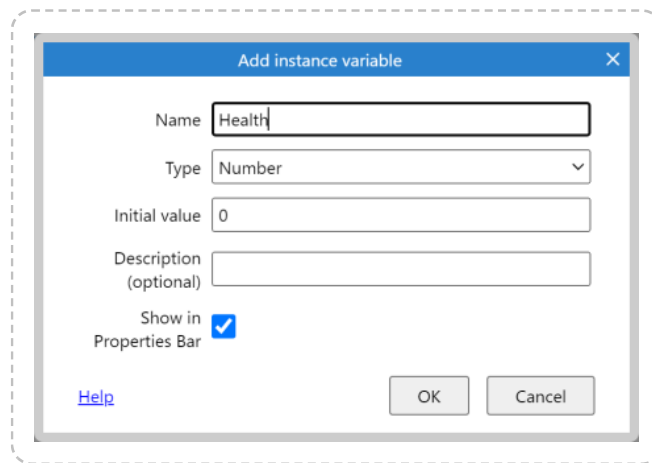 Add instance variable
Name Health
Type Number
Initial value 0
Description
(optional)
Show in
Properties Bar
Help OK Cancel